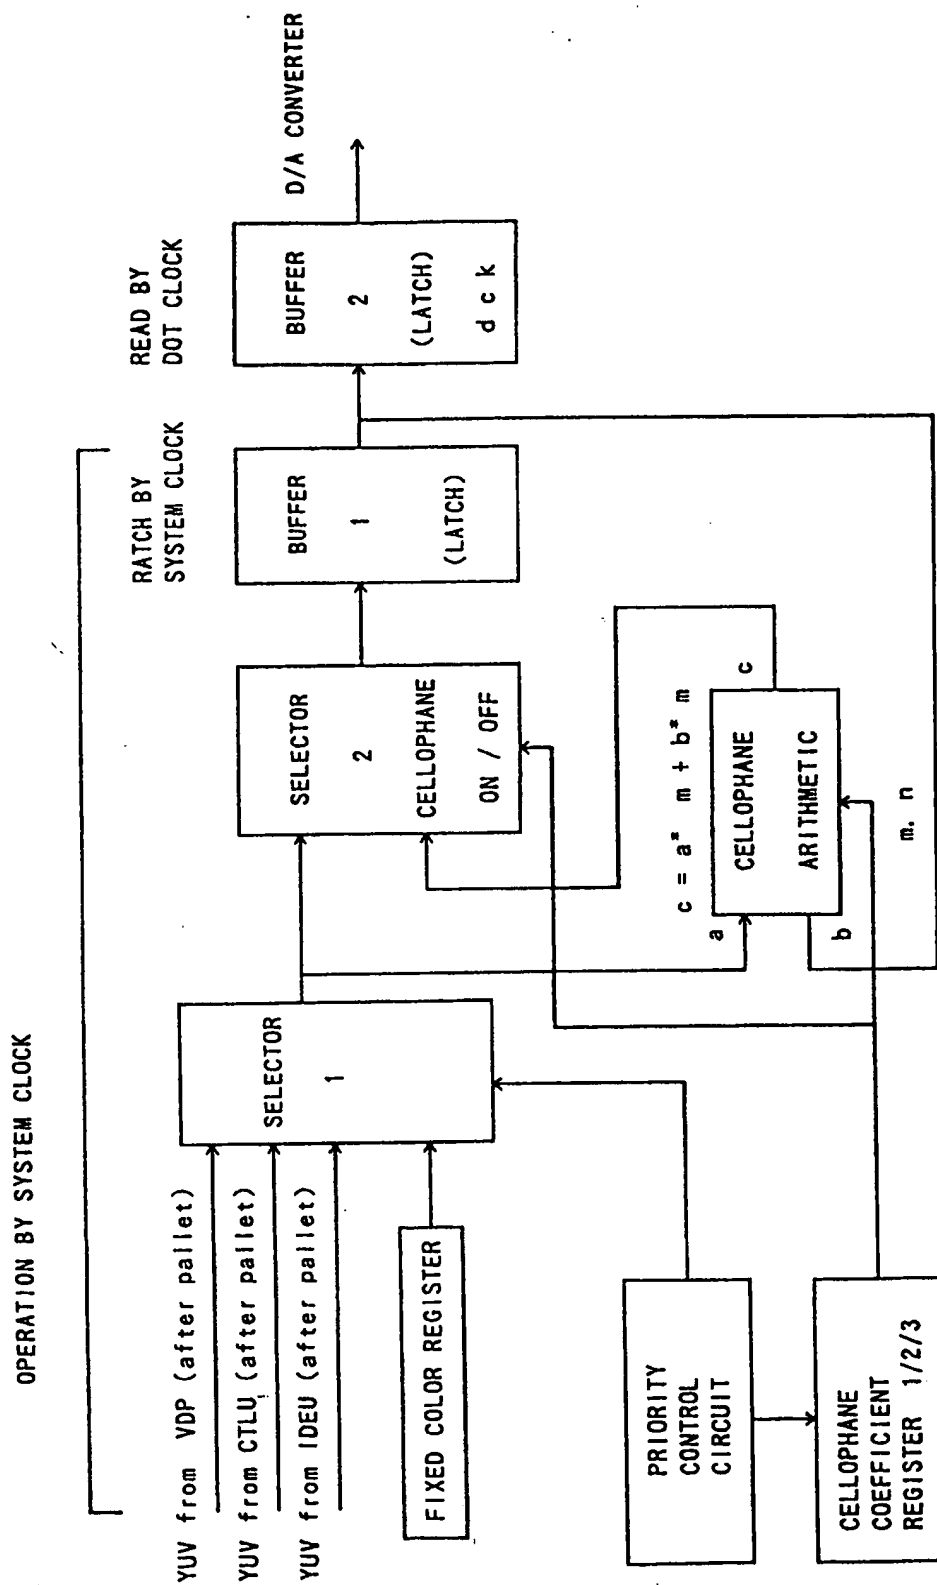 OPERATION BY SYSTEM CLOCK
RATCH BY
SYSTEM CLOCK
READ BY
DOT CLOCK
YUV from VDP (after pallet)
YUV from CTLU (after pallet)
YUV from IDEU (after pallet)
FIXED COLOR REGISTER
SELECTOR
1
SELECTOR
2
CELLOPHANE
ON / OFF
BUFFER
1
(LATCH)
BUFFER
2
(LATCH)
d c k
D/A CONVERTER
PRIORITY
CONTROL
CIRCUIT
CELLOPHANE
COEFFICIENT
REGISTER 1/2/3
c = a* m + b* m
a
b
c
CELLOPHANE
ARITHMETIC
m. n